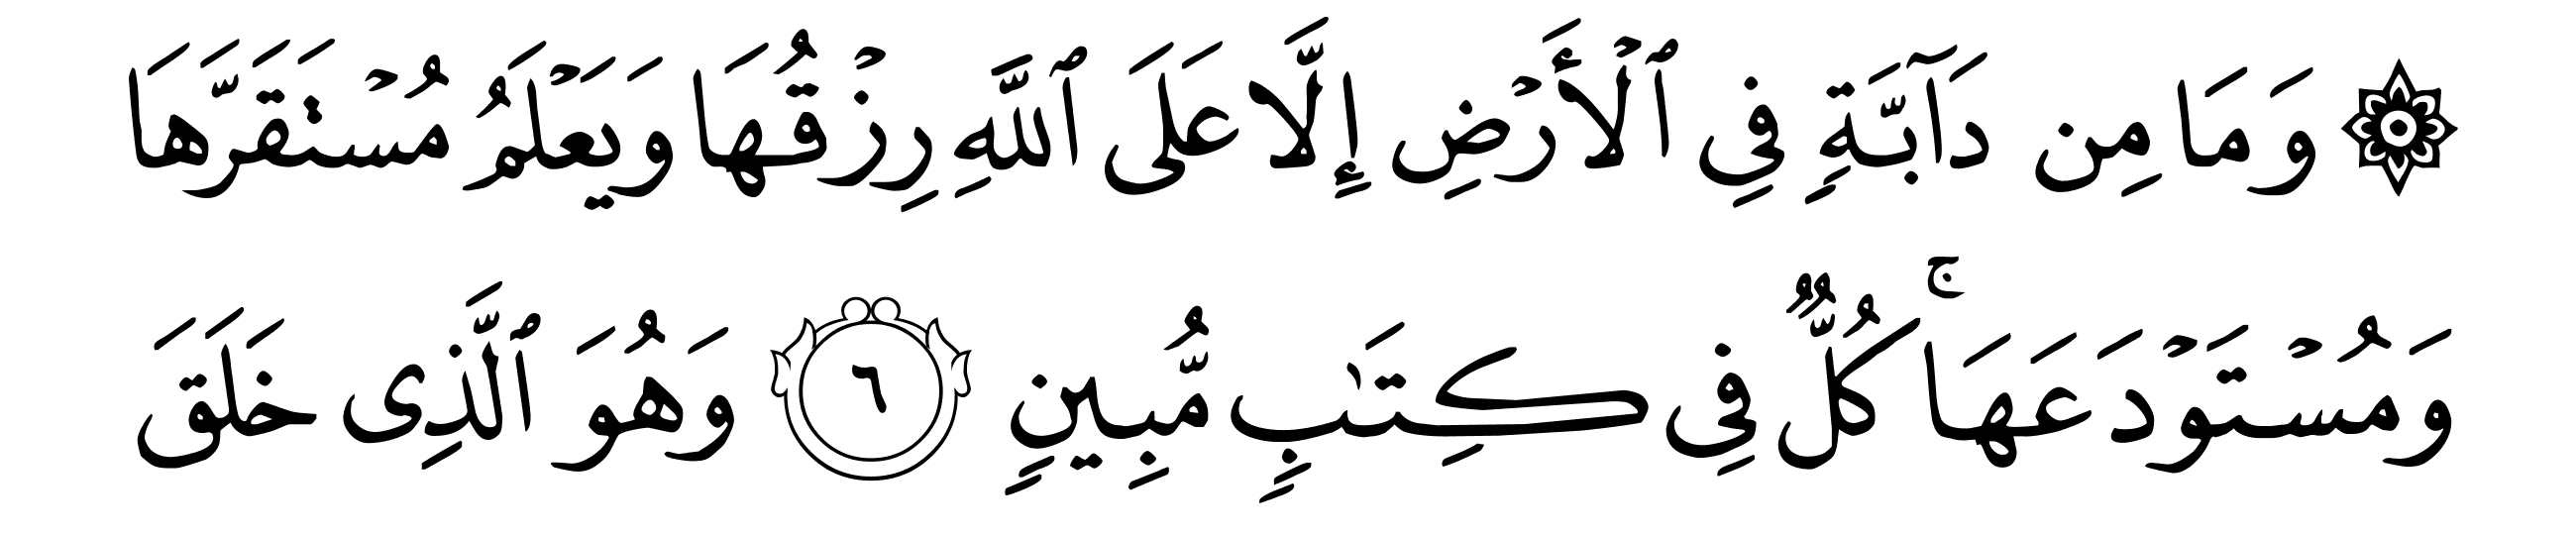 ۞ وَمَا مِن دَآبَّةٍ فِي ٱلۡأَرۡضِ إِلَّا عَلَى ٱللَّهِ رِزۡقُهَا وَيَعۡلَمُ مُسۡتَقَرَّهَا
وَمُسۡتَوۡدَعَهَاۚ كُلّٞ فِي كِتَٰبٖ مُّبِينٖ ٦ وَهُوَ ٱلَّذِى خَلَقَ